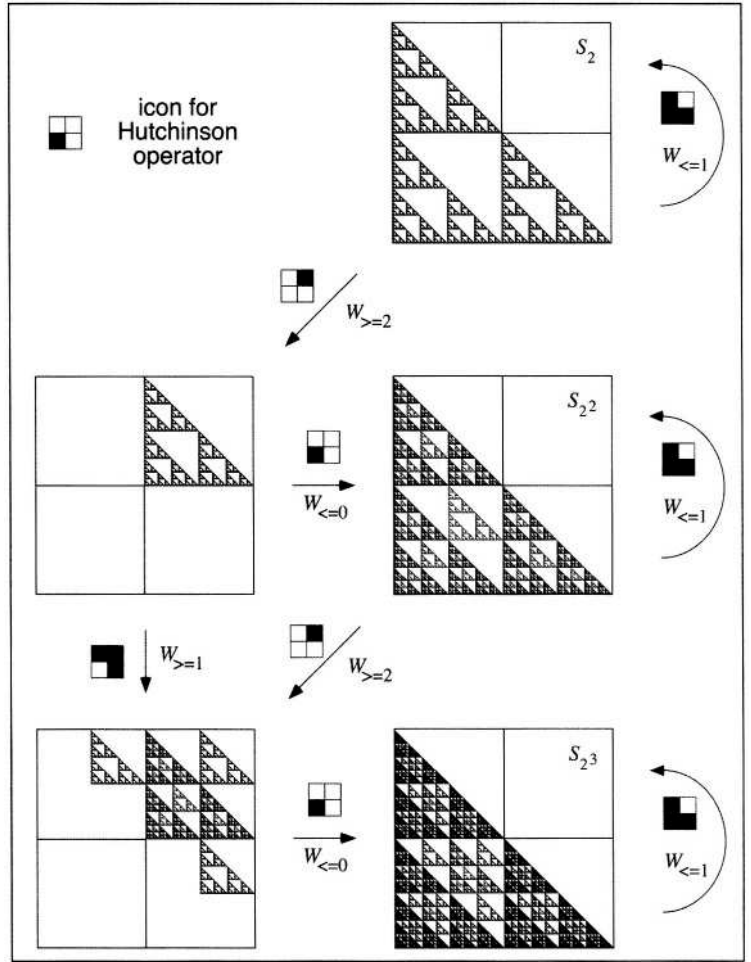 icon for
Hutchinson
operator
S₂
W<=1
W>=2
S₂²
W<=0
W<=1
W>=1
W>=2
S₂³
W<=0
W<=1